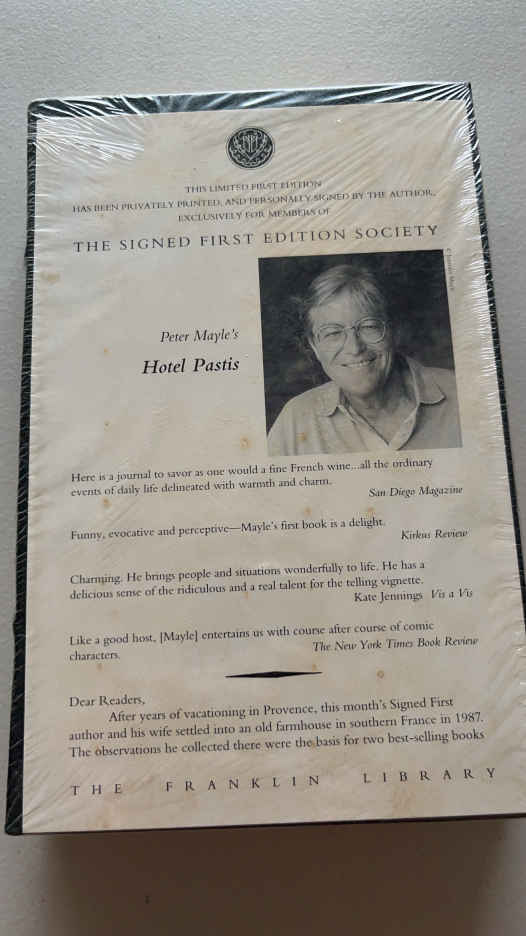 THIS LIMITED FIRST EDITION
HAS BEEN PRIVATELY PRINTED, AND PERSONALLY SIGNED BY THE AUTHOR,
EXCLUSIVELY FOR MEMBERS OF
THE SIGNED FIRST EDITION SOCIETY
Peter Mayle's
Hotel Pastis
Here is a journal to savor as one would a fine French wine...all the ordinary
events of daily life delineated with warmth and charm.
San Diego Magazine
Funny, evocative and perceptive—Mayle's first book is a delight.
Kirkus Review
Charming. He brings people and situations wonderfully to life. He has a
delicious sense of the ridiculous and a real talent for the telling vignette.
Kate Jennings Vis a Vis
Like a good host, [Mayle] entertains us with course after course of comic
characters.
The New York Times Book Review
Dear Readers,
After years of vacationing in Provence, this month's Signed First
author and his wife settled into an old farmhouse in southern France in 1987.
The observations he collected there were the basis for two best-selling books
THE FRANKLIN LIBRARY